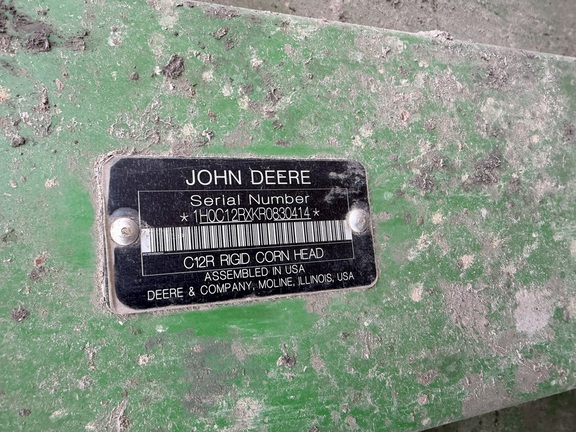 JOHN DEERE
Serial Number
*1H0C12RXKR0830414*
C12R RIGID CORN HEAD
ASSEMBLED IN USA
DEERE & COMPANY, MOLINE, ILLINOIS, USA